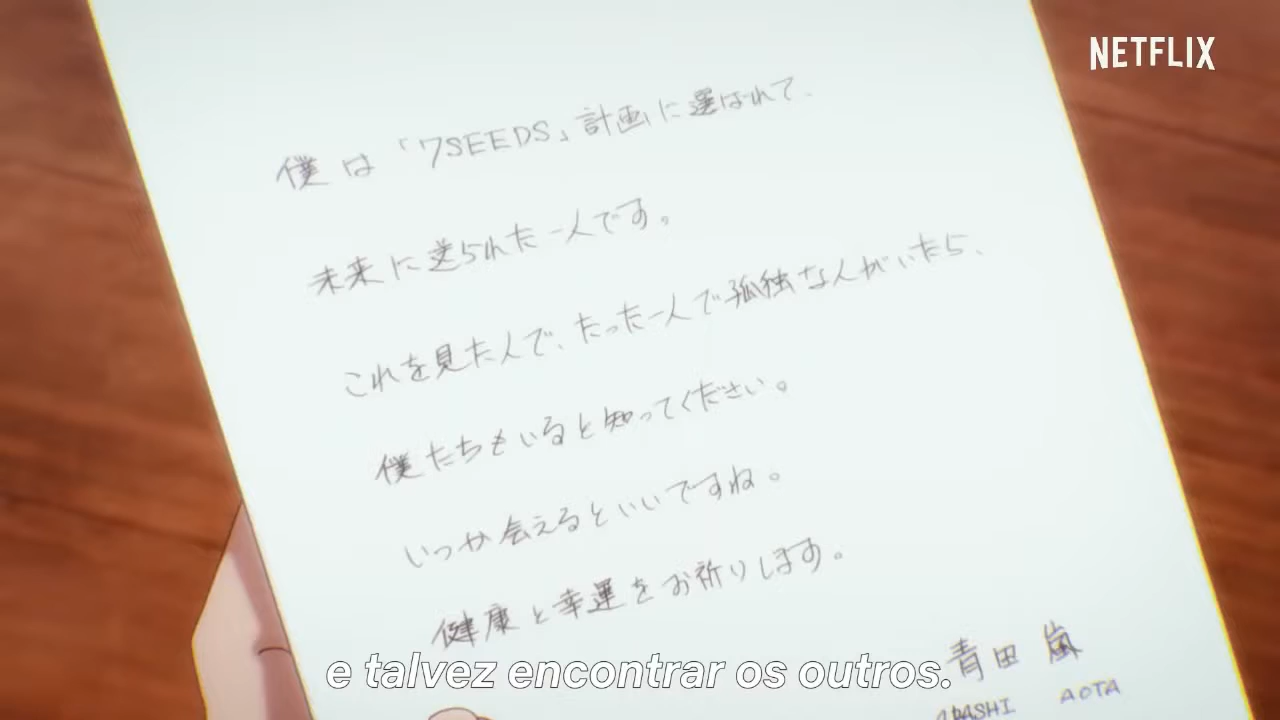 NETFLIX
僕は「7SEEDS」計画に選ばれて、
未来に送られた一人です。
これを見た人で、たった一人で孤独な人がいたら、
僕たちもいると知ってください。
いつか会えるといいですね。
健康と幸運をお祈りします。
e talvez encontrar os outros.
青田 嵐
ARASHI AOTA